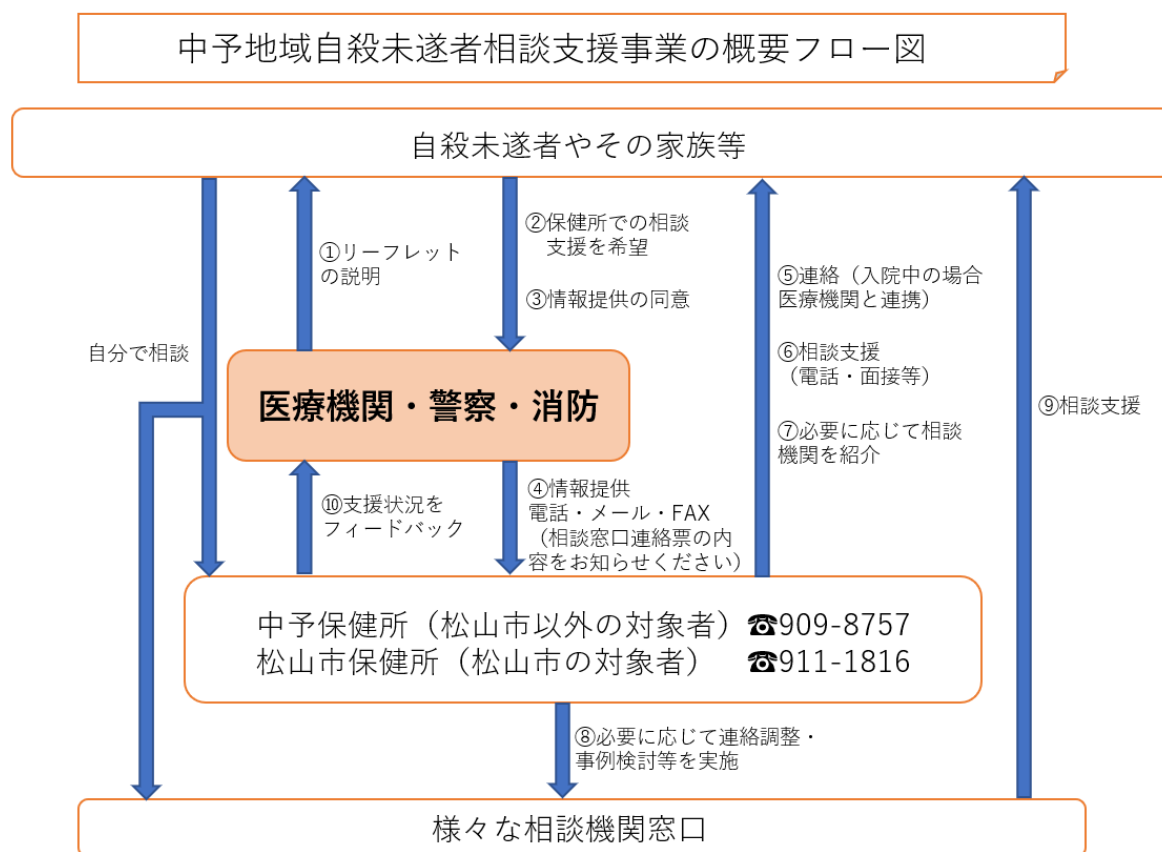 中予地域自殺未遂者相談支援事業の概要フロー図
自殺未遂者やその家族等
①リーフレット
の説明
②保健所での相談
支援を希望
③情報提供の同意
⑤連絡（入院中の場合
医療機関と連携）
⑥相談支援
（電話・面接等）
⑦必要に応じて相談
機関を紹介
⑨相談支援
自分で相談
医療機関・警察・消防
⑩支援状況を
フィードバック
④情報提供
電話・メール・FAX
（相談窓口連絡票の内
容をお知らせください）
中予保健所（松山市以外の対象者）☎909-8757
松山市保健所（松山市の対象者） ☎911-1816
⑧必要に応じて連絡調整・
事例検討等を実施
様々な相談機関窓口